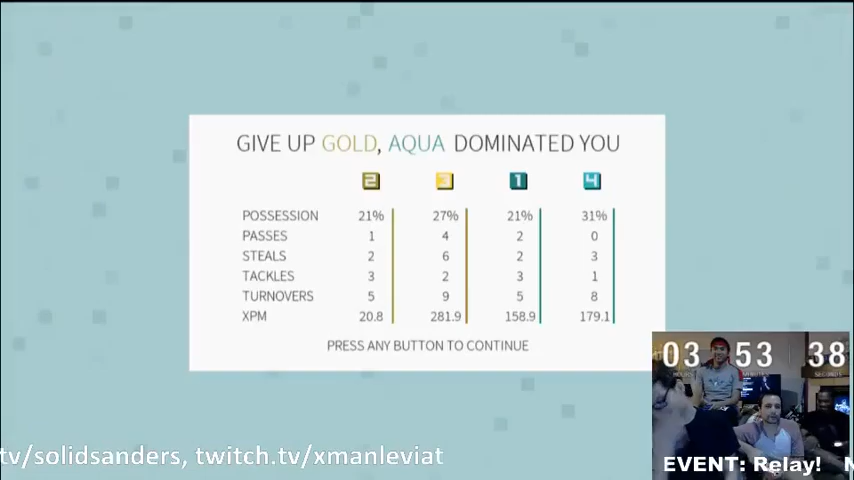 GIVE UP GOLD, AQUA DOMINATED YOU
2 3 1 4
POSSESSION 21% 27% 21% 31%
PASSES 1 4 2 0
STEALS 2 6 2 3
TACKLES 3 2 3 1
TURNOVERS 5 9 5 8
XPM 20.8 281.9 158.9 179.1
PRESS ANY BUTTON TO CONTINUE
03 53 38
tv/solidsanders, twitch.tv/xmanleviat
EVENT: Relay! N